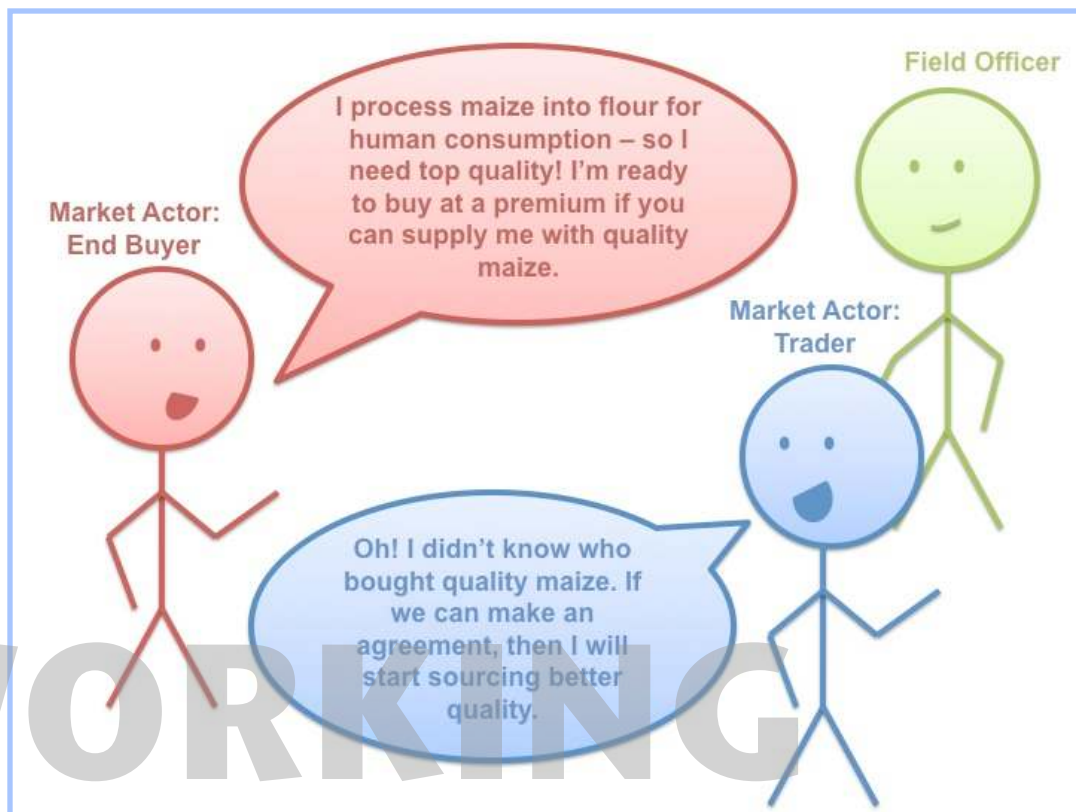 Field Officer
I process maize into flour for
human consumption – so I
need top quality! I'm ready
to buy at a premium if you
can supply me with quality
maize.
Market Actor:
End Buyer
Market Actor:
Trader
Oh! I didn't know who
bought quality maize. If
we can make an
agreement, then I will
start sourcing better
quality.
WORKING